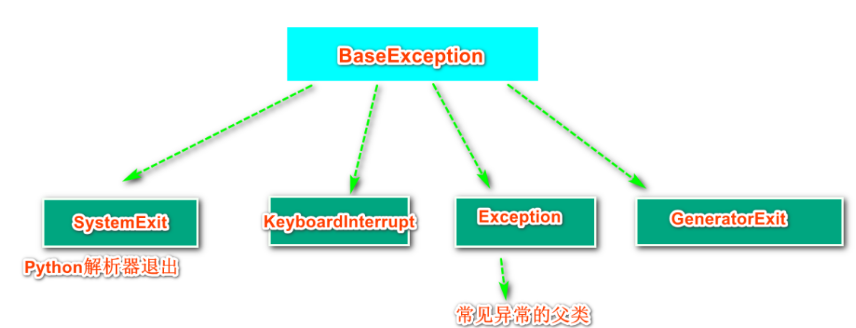 BaseException
SystemExit
KeyboardInterrupt
Exception
GeneratorExit
Python解析器退出
常见异常的父类